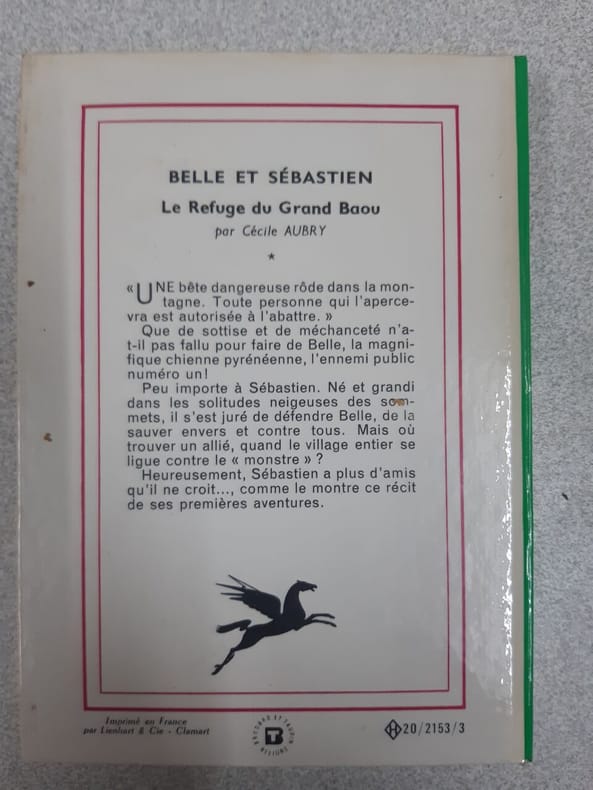 BELLE ET SÉBASTIEN
Le Refuge du Grand Baou
par Cécile AUBRY
« UNE bête dangereuse rôde dans la mon-
tagne. Toute personne qui l'aperce-
vra est autorisée à l'abattre. »
Que de sottise et de méchanceté n'a-
t-il pas fallu pour faire de Belle, la magni-
fique chienne pyrénéenne, l'ennemi public
numéro un!
Peu importe à Sébastien. Né et grandi
dans les solitudes neigeuses des som-
mets, il s'est juré de défendre Belle, de la
sauver envers et contre tous. Mais où
trouver un allié, quand le village entier se
ligue contre le « monstre » ?
Heureusement, Sébastien a plus d'amis
qu'il ne croit..., comme le montre ce récit
de ses premières aventures.
Imprimé en France
par Lienhart & Cie - Clamart
BRODARD ET TAUPIN
RELIURE
H 20/2153/3